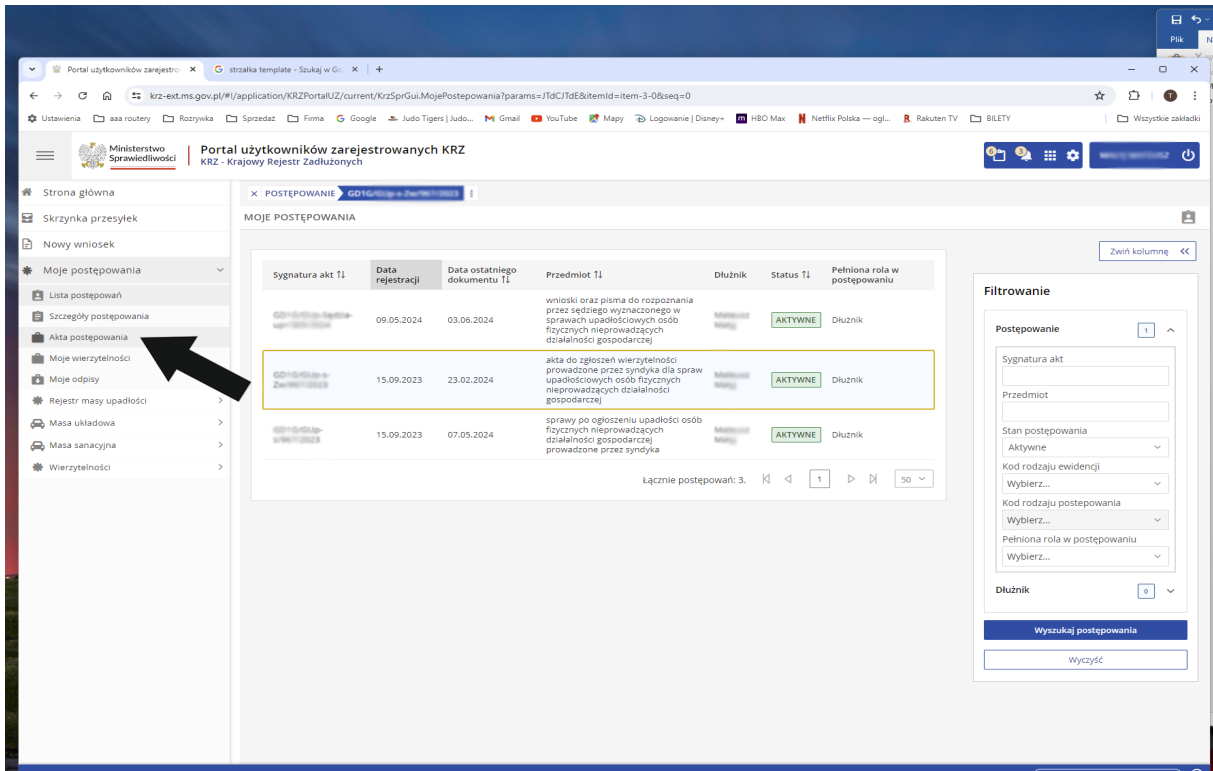 Plik
Portal użytkowników zarejestro
strzałka template - Szukaj w Go
krz-ext.ms.gov.pl/#!/application/KRZPortalUZ/current/KrzSprGui.MojePostepowania?params=JTdCJTdE&itemId=item-3-0&seq=0
Ustawienia aaa routery Rozrywka Sprzedaż Firma Google Judo Tigers | Judo... Gmail YouTube Mapy Logowanie | Disney+ HBO Max Netflix Polska — ogl... Rakuten TV BILETY Wszystkie zakładki
Ministerstwo
Sprawiedliwości
Portal użytkowników zarejestrowanych KRZ
KRZ - Krajowy Rejestr Zadłużonych
6 3
Strona główna
Skrzynka przesyłek
Nowy wniosek
Moje postępowania
Lista postępowań
Szczegóły postępowania
Akta postępowania
Moje wierzytelności
Moje odpisy
Rejestr masy upadłości
Masa układowa
Masa sanacyjna
Wierzytelności
POSTĘPOWANIE
MOJE POSTĘPOWANIA
Zwiń kolumnę
Sygnatura akt Data rejestracji Data ostatniego dokumentu Przedmiot Dłużnik Status Pełniona rola w postępowaniu
wnioski oraz pisma do rozpoznania
przez sędziego wyznaczonego w
sprawach upadłościowych osób
fizycznych nieprowadzących
działalności gospodarczej
09.05.2024 03.06.2024 AKTYWNE Dłużnik
akta do zgłoszeń wierzytelności
prowadzone przez syndyka dla spraw
upadłościowych osób fizycznych
nieprowadzących działalności
gospodarczej
15.09.2023 23.02.2024 AKTYWNE Dłużnik
sprawy po ogłoszeniu upadłości osób
fizycznych nieprowadzących
działalności gospodarczej
prowadzone przez syndyka
15.09.2023 07.05.2024 AKTYWNE Dłużnik
Łącznie postępowań: 3. 1 50
Filtrowanie
Postępowanie 1
Sygnatura akt
Przedmiot
Stan postępowania
Aktywne
Kod rodzaju ewidencji
Wybierz...
Kod rodzaju postepowania
Wybierz...
Pełniona rola w postępowaniu
Wybierz...
Dłużnik 0
Wyszukaj postępowania
Wyczyść